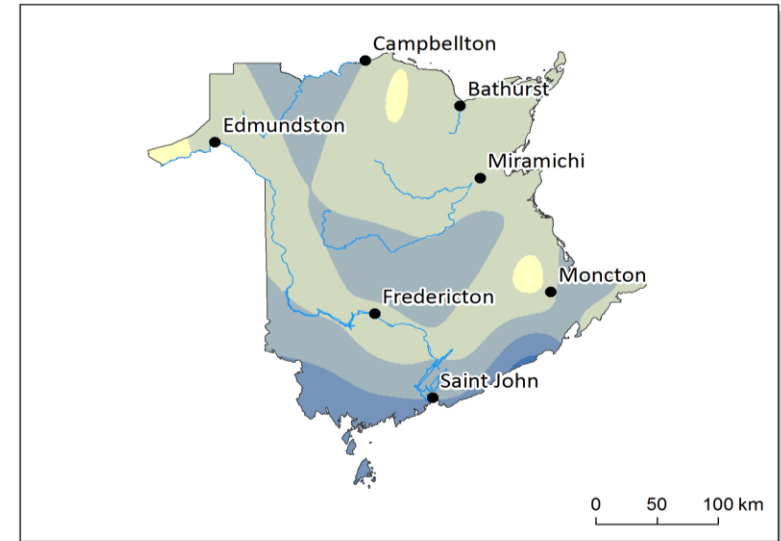 Campbellton
Bathurst
Edmundston
Miramichi
Moncton
Fredericton
Saint John
0 50 100 km